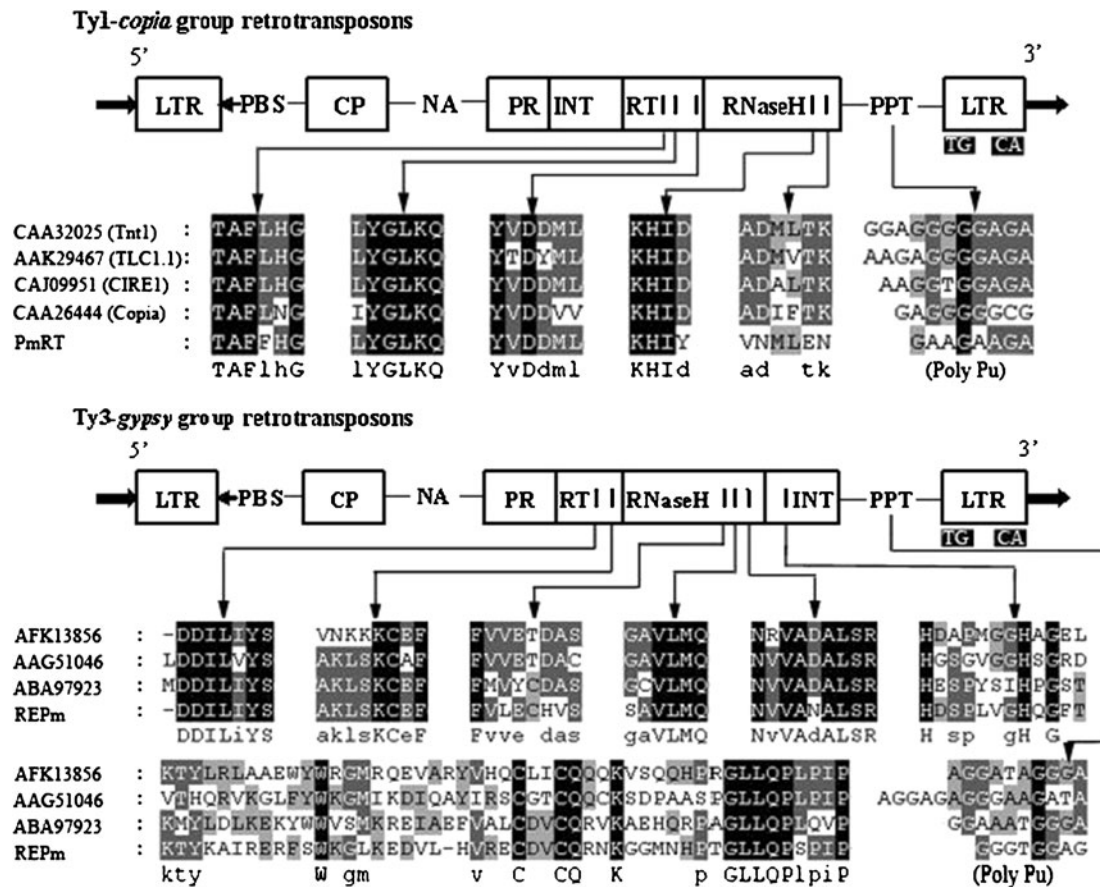 Ty1-copia group retrotransposons
5’ 3’
LTR PBS CP NA PR INT RT RNaseH PPT LTR
TG CA
CAA32025 (Tnt1) : TAFLHG LYGLKQ YVDDML KHID ADMLTK GGAGGGGGAGA
AAK29467 (TLC1.1) : TAFLHG LYGLKQ YTDYML KHID ADMVTK AAGAGGGGAGA
CAJ09951 (CIRE1) : TAFLHG LYGLKQ YVDDML KHID ADALTK AAGGTGGAGA
CAA26444 (Copia) : TAFLNG IYGLKQ YVDDVV KHID ADIFTK GAGGGGGCG
PmRT : TAFFHG LYGLKQ YVDDML KHIY VNMLEN GAAGAAGA
TAFlhG lYGLKQ YvDdml KHId ad tk (Poly Pu)
Ty3-gypsy group retrotransposons
5’ 3’
LTR PBS CP NA PR RT RNaseH INT PPT LTR
TG CA
AFK13856 : -DDILIYS VNKKKCEF FVVETDAS GAVLMQ NRVADALSR HDAPMGGHAGEL
AAG51046 : LDDILVYS AKLSKCAF FVVETDAC GAVLMQ NVVADALSR HGSGVGGHSGRD
ABA97923 : MDDILIYS AKLSKCEF FMVYCDAS GCVLMQ NVVADALSR HESPYSIHPGST
REPm : -DDILIYS AKLSKCEF FVLECHVS SAVLMQ NVVANALSR HDSPLVGHQGFT
DDILiYS aklsKCeF Fvve das gaVLMQ NvVAdALSR H sp gH G
AFK13856 : KTYLRLAAEWYWRGMRQEVARYVHQCLICQQQKVSQQHPRGLLQPLPIP AGGATAGGGA
AAG51046 : VTHQRVKGLFYWKGMIKDIQAYIRSCGTCQQCKSDPAASPGLLQPLPIP AGGAGAGGGAAGATA
ABA97923 : KMYLDLKEKYWWVSMKREIAEFVALCDVCQRVKAEHQRPAGLLQPLQVP GGAAATGGGA
REPm : KTYKAIRERFSWKGLKEDVL-HVRECDVCQRNKGGMNHPTGLLQPSPIP GGGTGGAG
kty W gm v C CQ K p GLLQPlpiP (Poly Pu)